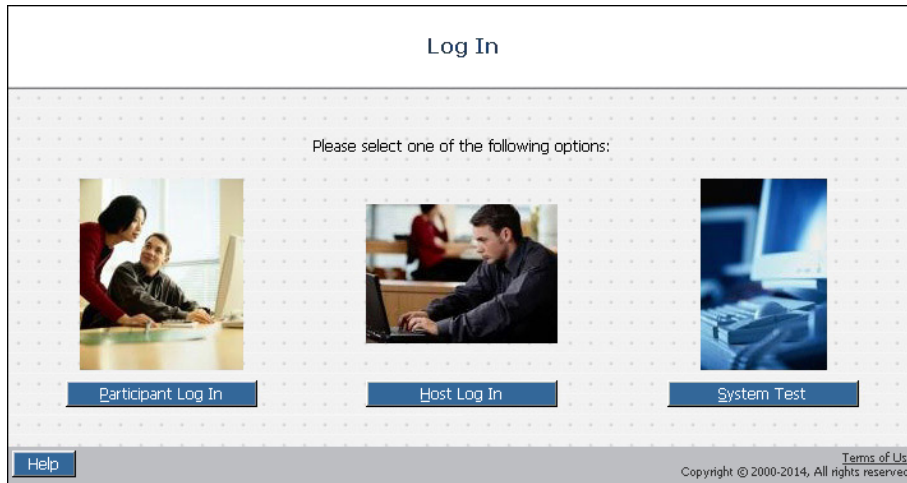 Log In
Please select one of the following options:
Participant Log In
Host Log In
System Test
Help
Terms of Us
Copyright © 2000-2014, All rights reserved